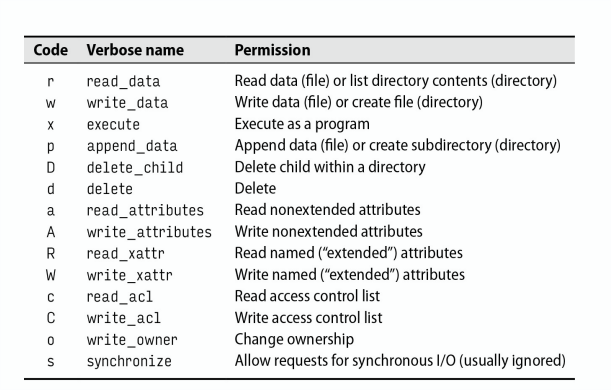 Code Verbose name Permission
r read_data Read data (file) or list directory contents (directory)
w write_data Write data (file) or create file (directory)
x execute Execute as a program
p append_data Append data (file) or create subdirectory (directory)
D delete_child Delete child within a directory
d delete Delete
a read_attributes Read nonextended attributes
A write_attributes Write nonextended attributes
R read_xattr Read named (“extended”) attributes
W write_xattr Write named (“extended”) attributes
c read_acl Read access control list
C write_acl Write access control list
o write_owner Change ownership
s synchronize Allow requests for synchronous I/O (usually ignored)